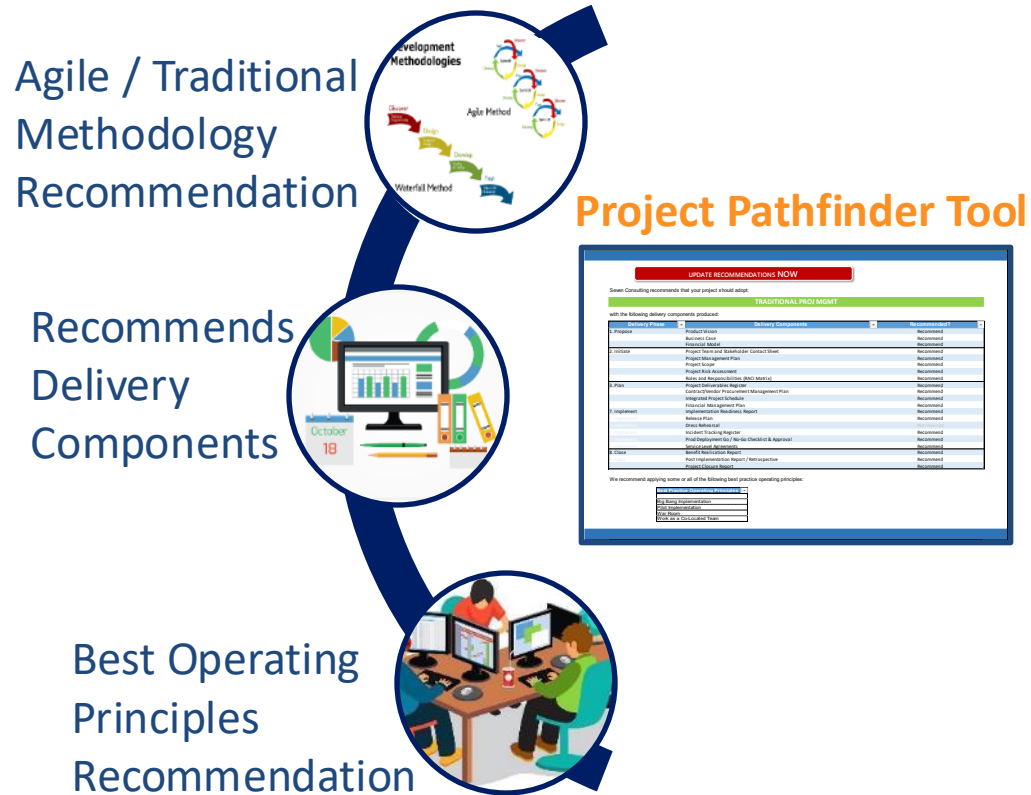 Agile / Traditional
Methodology
Recommendation
Development
Methodologies
Agile Method
Discover
Design
Develop
Test
Waterfall Method
Project Pathfinder Tool
UPDATE RECOMMENDATIONS NOW
Seven Consulting recommends that your project should adopt:
TRADITIONAL PROJ MGMT
with the following delivery components produced:
Delivery Phase Delivery Components Recommended?
1. Propose Product Vision Recommend
Business Case Recommend
Financial Model Recommend
2. Initiate Project Team and Stakeholder Contact Sheet Recommend
Project Management Plan Recommend
Project Scope Recommend
Project Risk Assessment Recommend
Roles and Responsibilities (RACI Matrix) Recommend
3. Plan Project Deliverables Register Recommend
Contract/Vendor Procurement Management Plan Recommend
Integrated Project Schedule Recommend
Financial Management Plan Recommend
7. Implement Implementation Readiness Report Recommend
Release Plan Recommend
Dress Rehearsal
Incident Tracking Register Recommend
Prod Deployment Go / No-Go Checklist & Approval Recommend
Service Level Agreements Recommend
8. Close Benefit Realisation Report Recommend
Post Implementation Report / Retrospective Recommend
Project Closure Report Recommend
We recommend applying some or all of the following best practice operating principles:
Big Bang Implementation
Pilot Implementation
War Room
Work as a Co-Located Team
Recommends
Delivery
Components
October
18
Best Operating
Principles
Recommendation